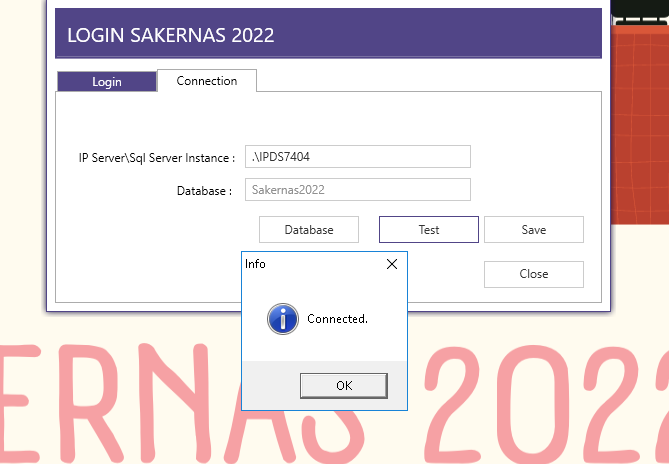 LOGIN SAKERNAS 2022
Login
Connection
IP Server\Sql Server Instance :
.\IPDS7404
Database :
Sakernas2022
Database
Test
Save
Close
Info
Connected.
OK
ERNAS 2022